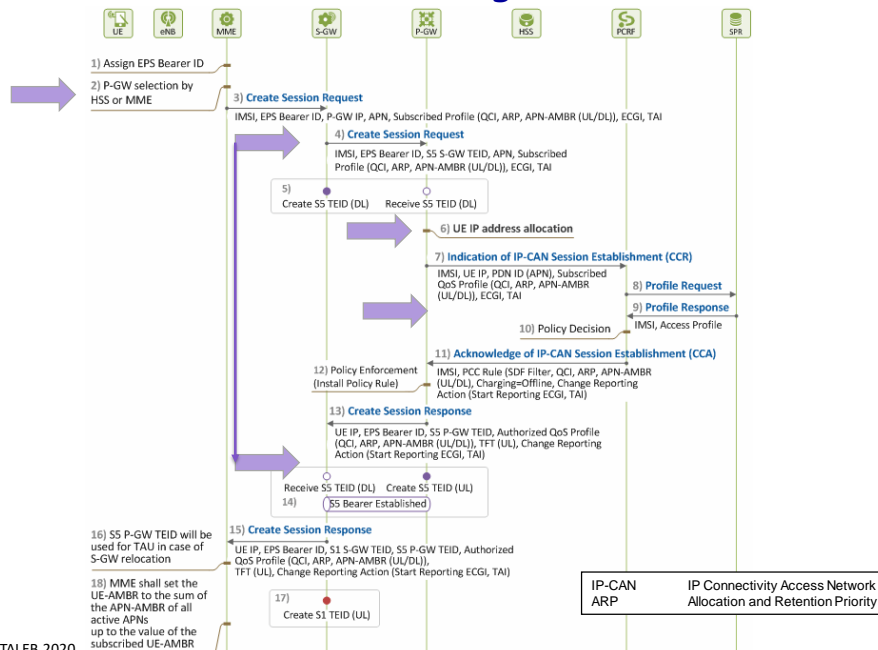 UE
eNB
MME
S-GW
P-GW
HSS
PCRF
SPR
1) Assign EPS Bearer ID
2) P-GW selection by
HSS or MME
3) Create Session Request
IMSI, EPS Bearer ID, P-GW IP, APN, Subscribed Profile (QCI, ARP, APN-AMBR (UL/DL)), ECGI, TAI
4) Create Session Request
IMSI, EPS Bearer ID, S5 S-GW TEID, APN, Subscribed
Profile (QCI, ARP, APN-AMBR (UL/DL)), ECGI, TAI
5)
Create S5 TEID (DL)
Receive S5 TEID (DL)
6) UE IP address allocation
7) Indication of IP-CAN Session Establishment (CCR)
IMSI, UE IP, PDN ID (APN), Subscribed
QoS Profile (QCI, ARP, APN-AMBR
(UL/DL)), ECGI, TAI
8) Profile Request
9) Profile Response
IMSI, Access Profile
10) Policy Decision
11) Acknowledge of IP-CAN Session Establishment (CCA)
IMSI, PCC Rule (SDF Filter, QCI, ARP, APN-AMBR
(UL/DL), Charging=Offline, Change Reporting
Action (Start Reporting ECGI, TAI)
12) Policy Enforcement
(Install Policy Rule)
13) Create Session Response
UE IP, EPS Bearer ID, S5 P-GW TEID, Authorized QoS Profile
(QCI, ARP, APN-AMBR (UL/DL)), TFT (UL), Change Reporting
Action (Start Reporting ECGI, TAI)
Receive S5 TEID (DL)
Create S5 TEID (UL)
14)
S5 Bearer Established
15) Create Session Response
UE IP, EPS Bearer ID, S1 S-GW TEID, S5 P-GW TEID, Authorized
QoS Profile (QCI, ARP, APN-AMBR (UL/DL)),
TFT (UL), Change Reporting Action (Start Reporting ECGI, TAI)
16) S5 P-GW TEID will be
used for TAU in case of
S-GW relocation
17)
Create S1 TEID (UL)
18) MME shall set the
UE-AMBR to the sum of
the APN-AMBR of all
active APNs
up to the value of the
subscribed UE-AMBR
IP-CAN IP Connectivity Access Network
ARP Allocation and Retention Priority
2020